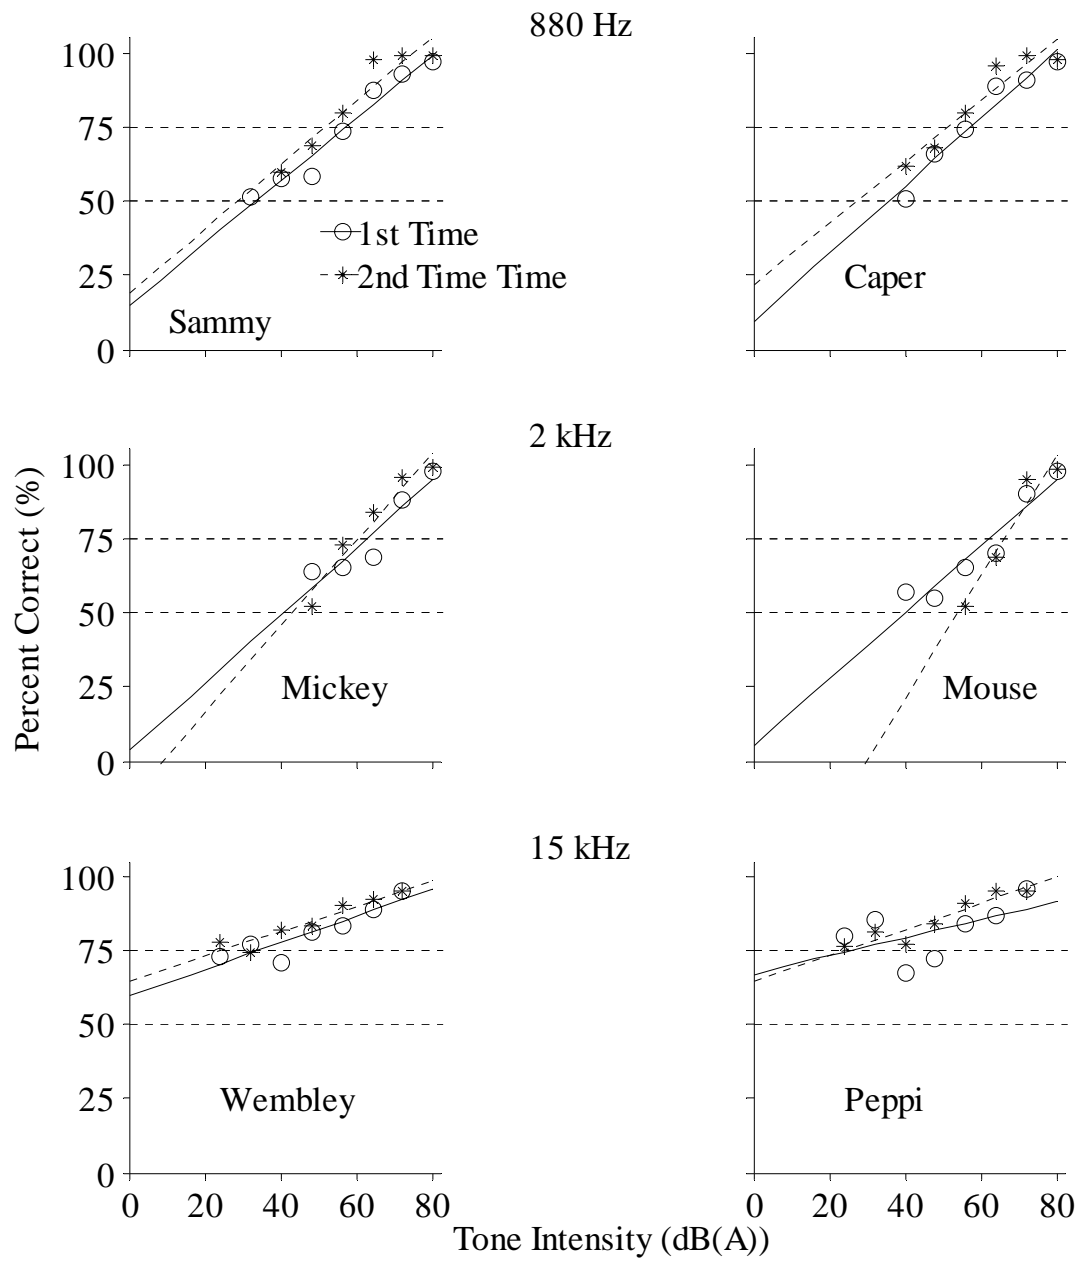 880 Hz
100
75
50
25
0
1st Time
2nd Time Time
Sammy
Caper
2 kHz
Percent Correct (%)
100
75
50
25
0
Mickey
Mouse
15 kHz
100
75
50
25
0
Wembley
Peppi
0 20 40 60 80
0 20 40 60 80
Tone Intensity (dB(A))